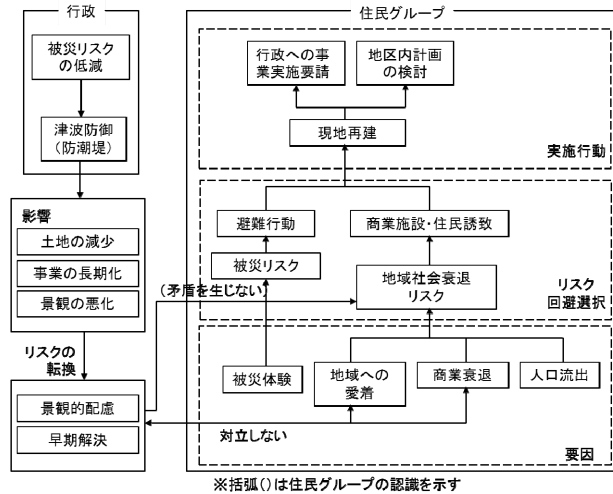 行政
被災リスク
の低減
津波防御
(防潮堤)
影響
土地の減少
事業の長期化
景観の悪化
リスクの
転換
景観的配慮
早期解決
住民グループ
行政への事
業実施要請
地区内計画
の検討
現地再建
実施行動
避難行動
商業施設・住民誘致
被災リスク
(矛盾を生じない)
地域社会衰退
リスク
リスク
回避選択
被災体験
地域への
愛着
商業衰退
人口流出
対立しない
要因
※括弧()は住民グループの認識を示す